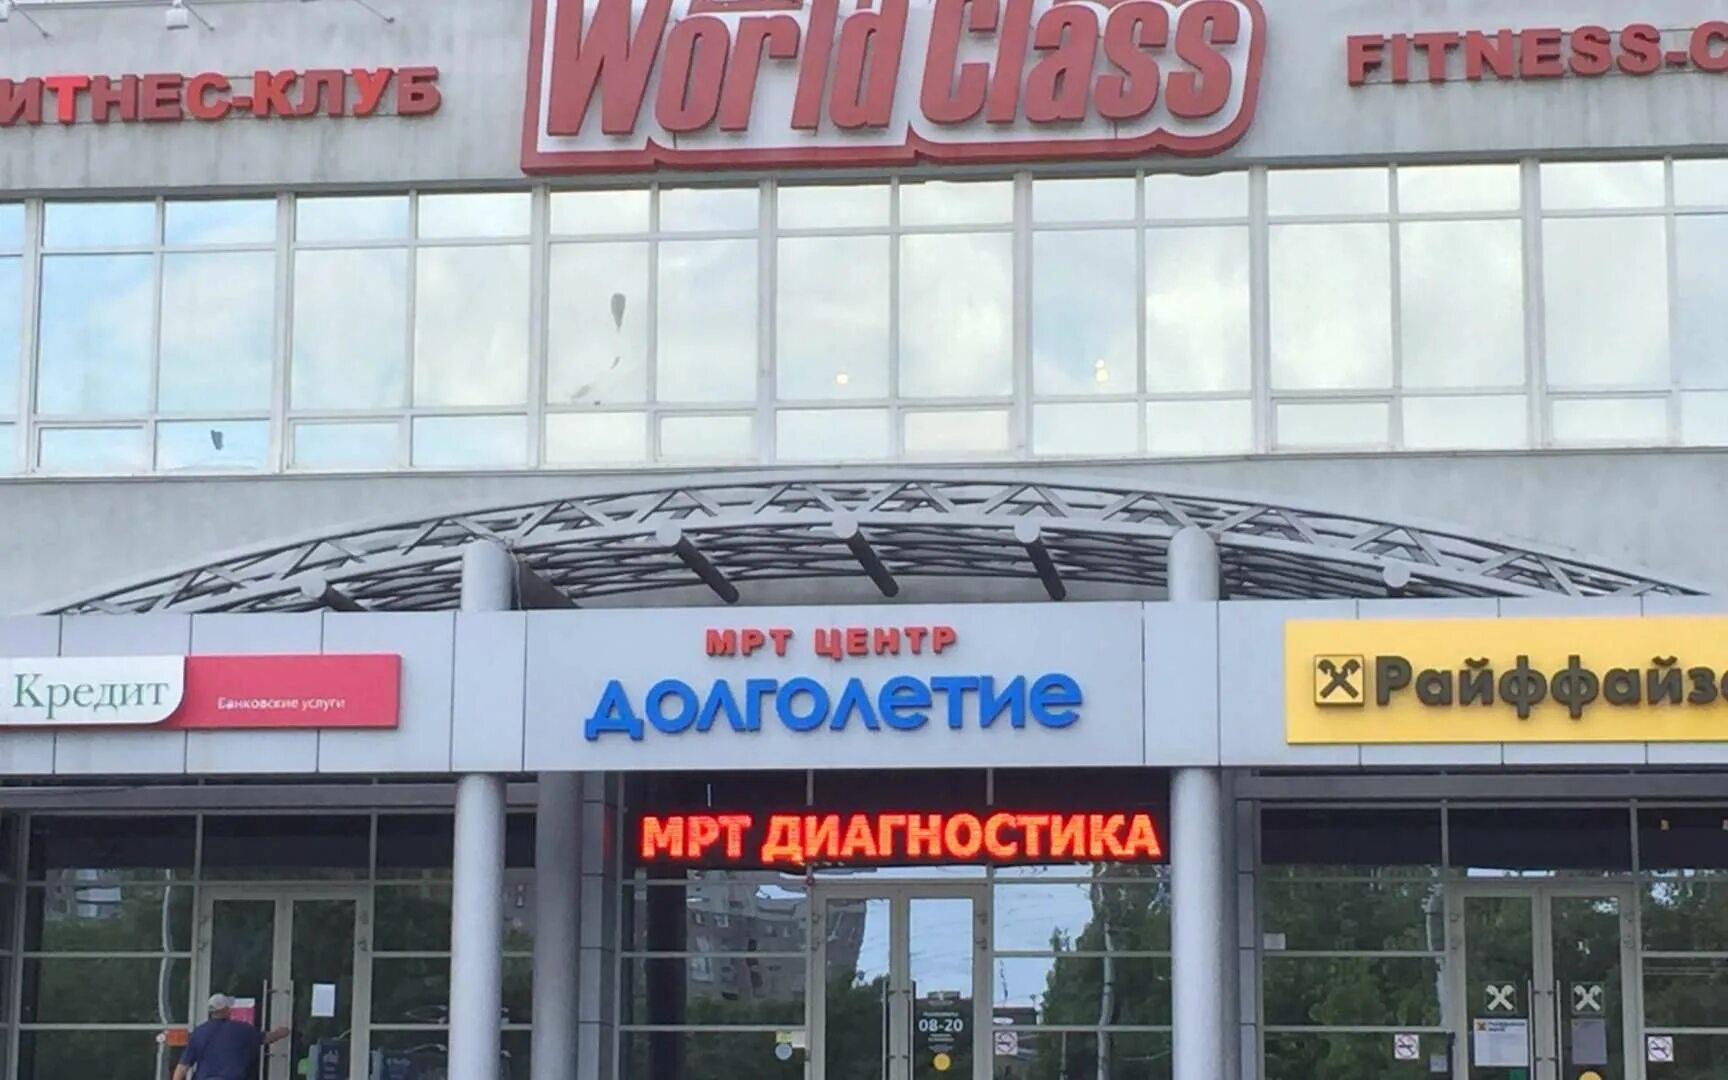 World Class
ИТНЕС-КЛУБ
FITNESS-C
МРТ ЦЕНТР
ДОЛГОЛЕТИЕ
Кредит
Банковские услуги
Райффайз
МРТ ДИАГНОСТИКА
08-20